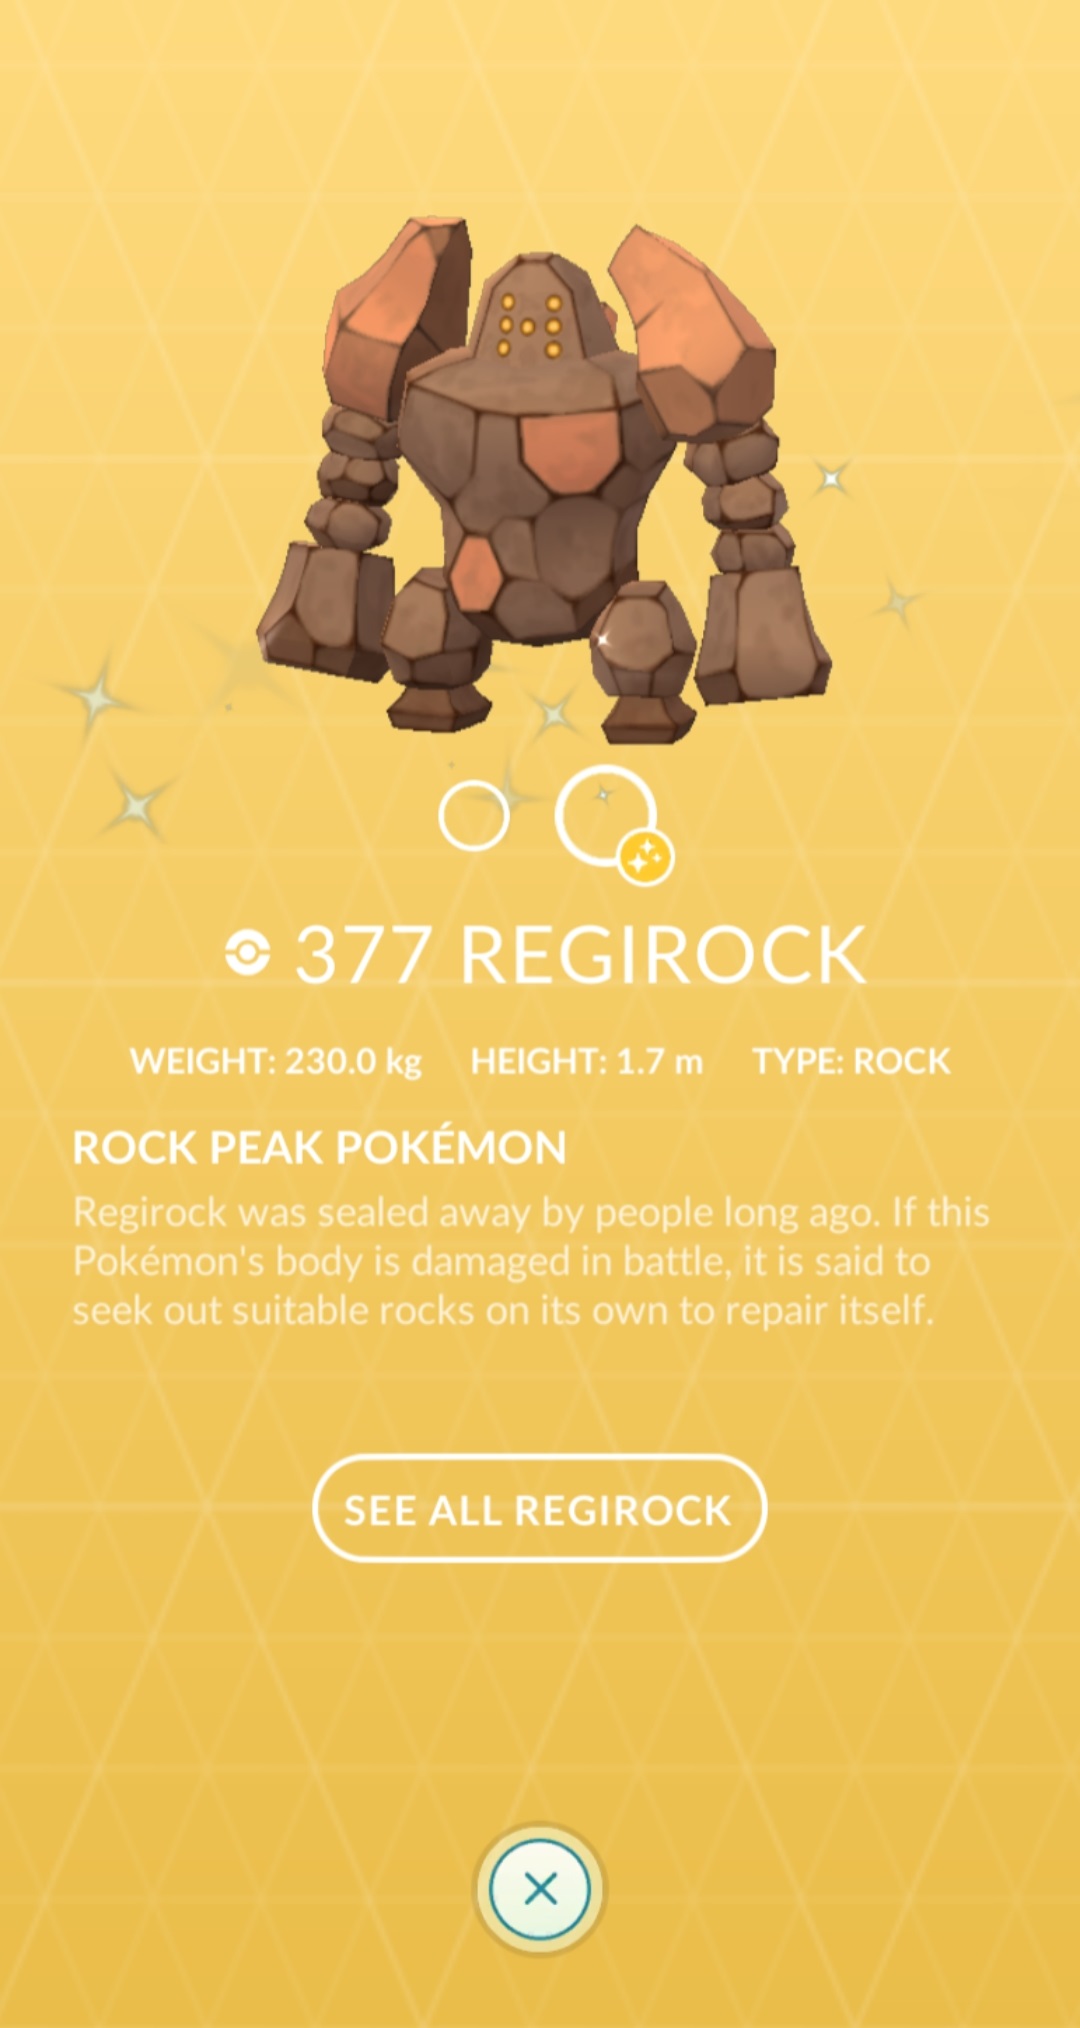 377 REGIROCK
WEIGHT: 230.0 kg HEIGHT: 1.7 m TYPE: ROCK
ROCK PEAK POKÉMON
Regirock was sealed away by people long ago. If this
Pokémon's body is damaged in battle, it is said to
seek out suitable rocks on its own to repair itself.
SEE ALL REGIROCK